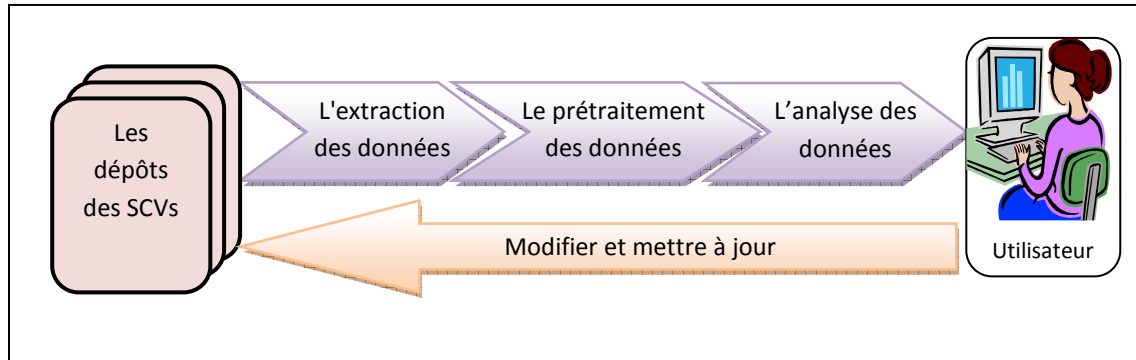 Les
dépôts
des SCVs
L'extraction
des données
Le prétraitement
des données
L’analyse des
données
Modifier et mettre à jour
Utilisateur